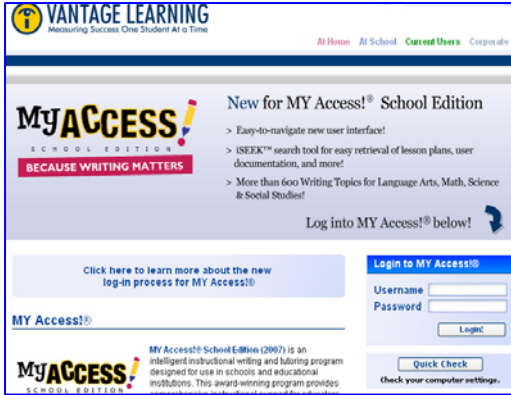 VANTAGE LEARNING
Measuring Success One Student At a Time
At Home At School Current Users Corporate
MY ACCESS!
SCHOOL EDITION
BECAUSE WRITING MATTERS
New for MY Access!® School Edition
> Easy-to-navigate new user interface!
> iSEEK™ search tool for easy retrieval of lesson plans, user
documentation, and more!
> More than 600 Writing Topics for Language Arts, Math, Science
& Social Studies!
Log into MY Access!® below!
Click here to learn more about the new
log-in process for MY Access!®
Login to MY Access!®
Username
Password
Login!
MY Access!®
MY ACCESS!
SCHOOL EDITION
MY Access!® School Edition (2007) is an
intelligent instructional writing and tutoring program
designed for use in schools and educational
institutions. This award-winning program provides
comprehensive instructional support for educators
Quick Check
Check your computer settings.